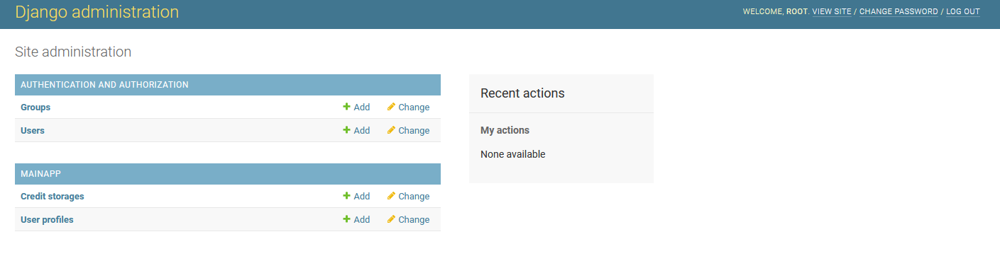 Django administration
WELCOME, ROOT. VIEW SITE / CHANGE PASSWORD / LOG OUT
Site administration
AUTHENTICATION AND AUTHORIZATION
Groups Add Change
Users Add Change
MAINAPP
Credit storages Add Change
User profiles Add Change
Recent actions
My actions
None available